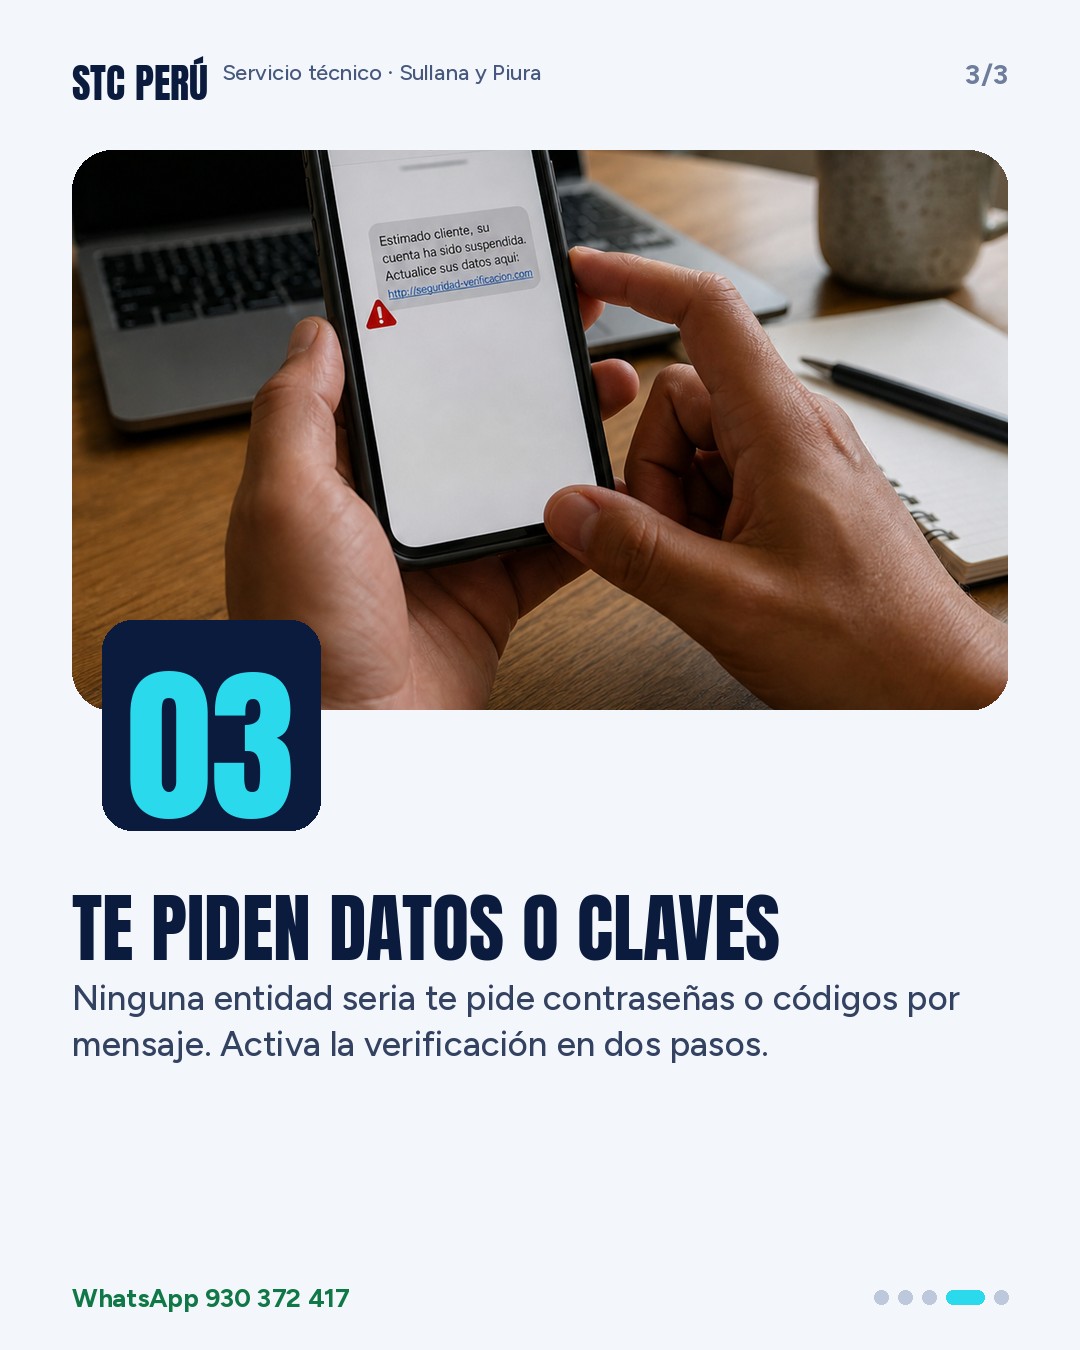 STC PERÚ Servicio técnico · Sullana y Piura
3/3
Estimado cliente, su
cuenta ha sido suspendida.
Actualice sus datos aquí:
http://seguridad-verificacion.com
03
TE PIDEN DATOS O CLAVES
Ninguna entidad seria te pide contraseñas o códigos por
mensaje. Activa la verificación en dos pasos.
WhatsApp 930 372 417